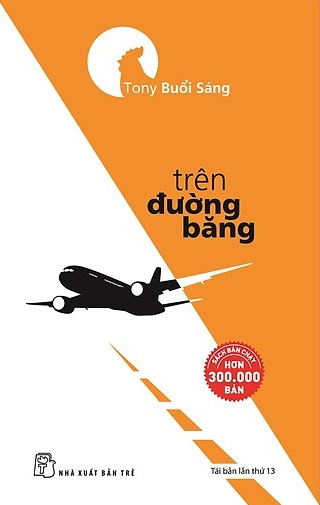 Tony Buổi Sáng
trên
đường
băng
SÁCH BÁN CHẠY
HƠN
300.000
BẢN
NHÀ XUẤT BẢN TRẺ
Tái bản lần thứ 13